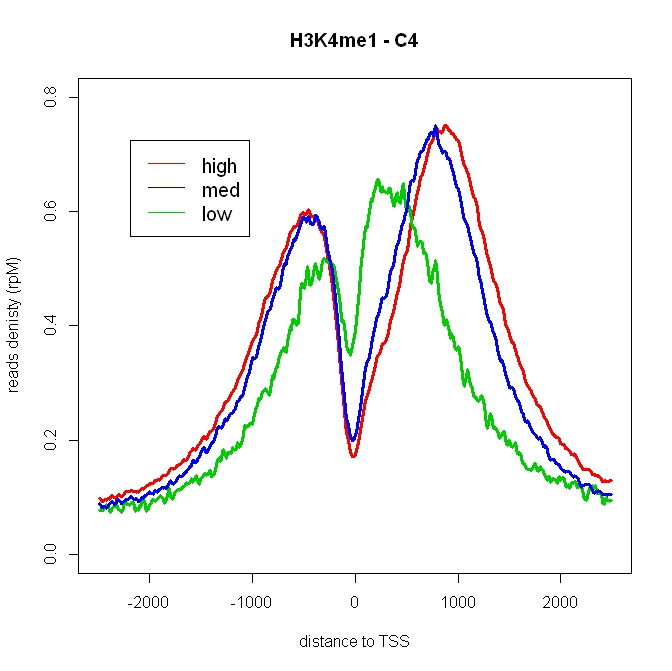 H3K4me1 - C4
reads denisty (rpM)
0.8
0.6
0.4
0.2
0.0
high
med
low
-2000 -1000 0 1000 2000
distance to TSS